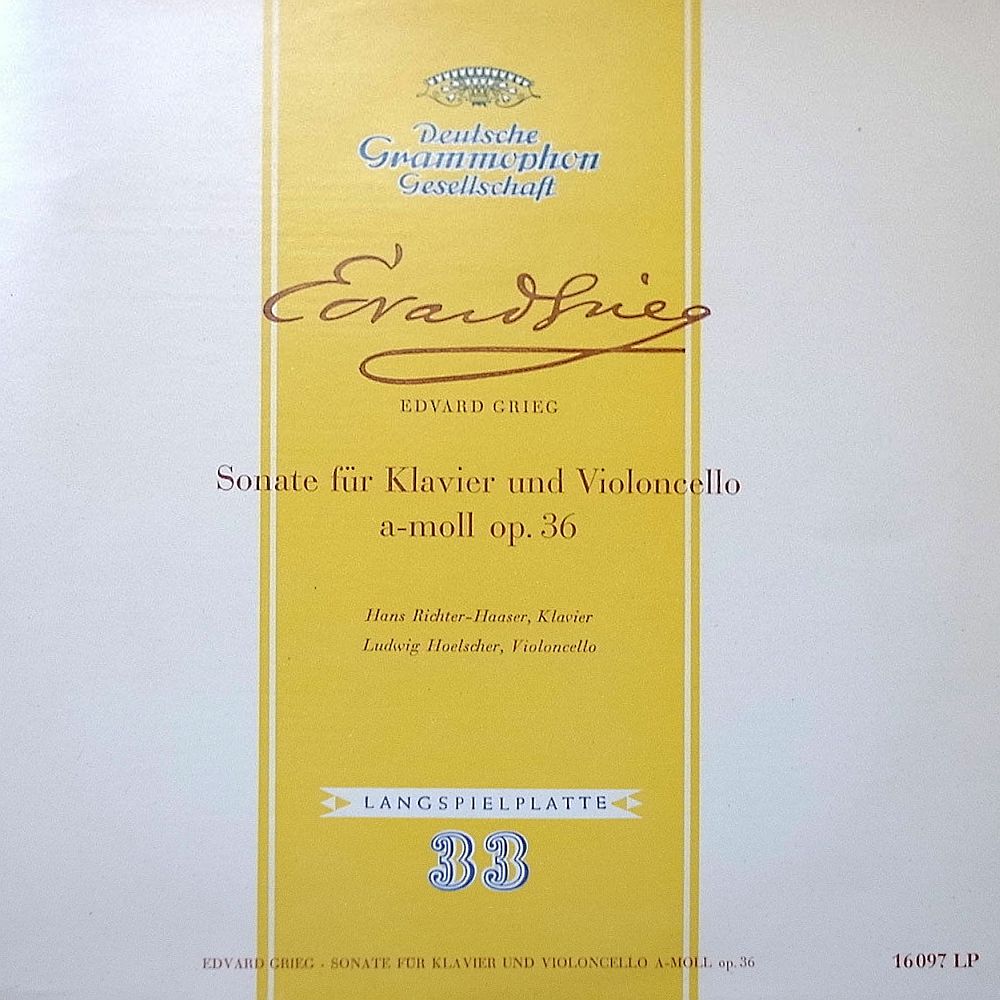 Deutsche
Grammophon
Gesellschaft
Edvard Grieg
EDVARD GRIEG
Sonate für Klavier und Violoncello
a-moll op. 36
Hans Richter-Haaser, Klavier
Ludwig Hoelscher, Violoncello
LANGSPIELPLATTE
33
EDVARD GRIEG · SONATE FÜR KLAVIER UND VIOLONCELLO A-MOLL op. 36
16097 LP